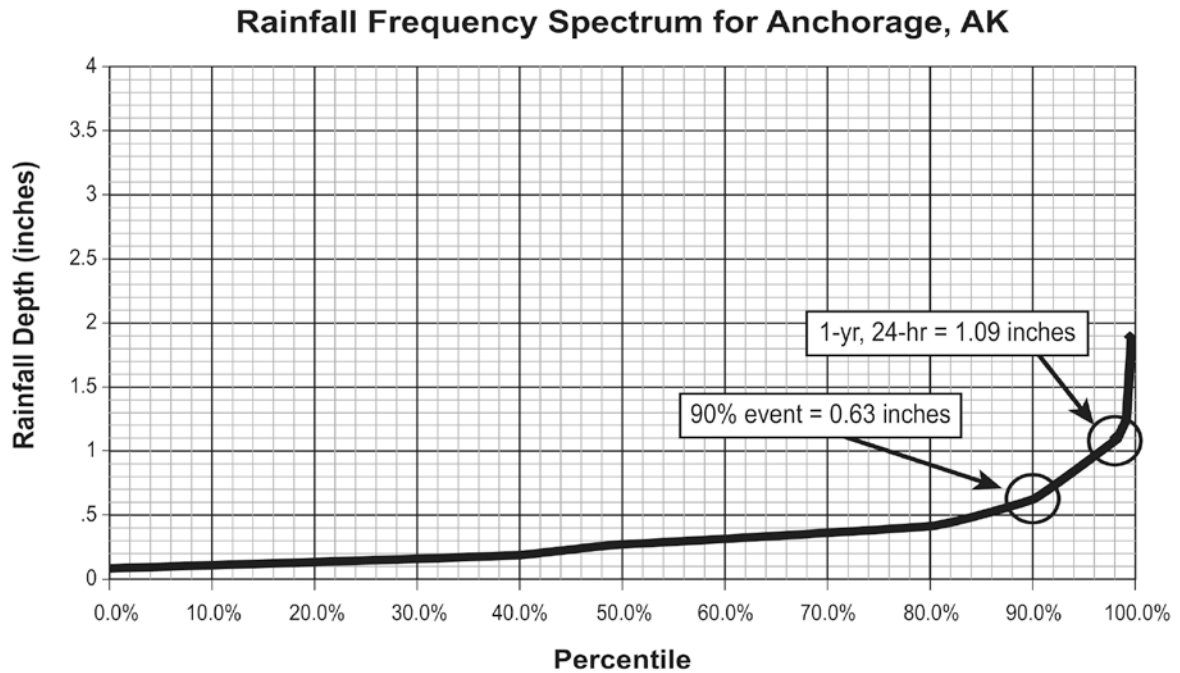 Rainfall Frequency Spectrum for Anchorage, AK
Rainfall Depth (inches)
4
3.5
3
2.5
2
1.5
1
.5
0
1-yr, 24-hr = 1.09 inches
90% event = 0.63 inches
0.0% 10.0% 20.0% 30.0% 40.0% 50.0% 60.0% 70.0% 80.0% 90.0% 100.0%
Percentile